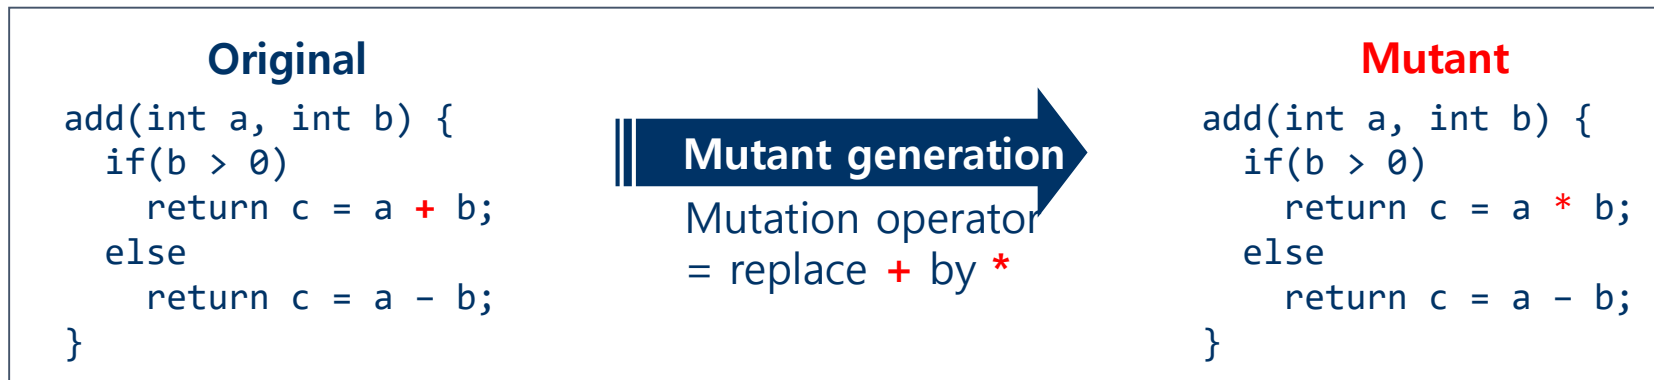 Original
add(int a, int b) {
  if(b > 0)
    return c = a + b;
  else
    return c = a – b;
}
Mutant generation
Mutation operator
= replace + by *
Mutant
add(int a, int b) {
  if(b > 0)
    return c = a * b;
  else
    return c = a – b;
}